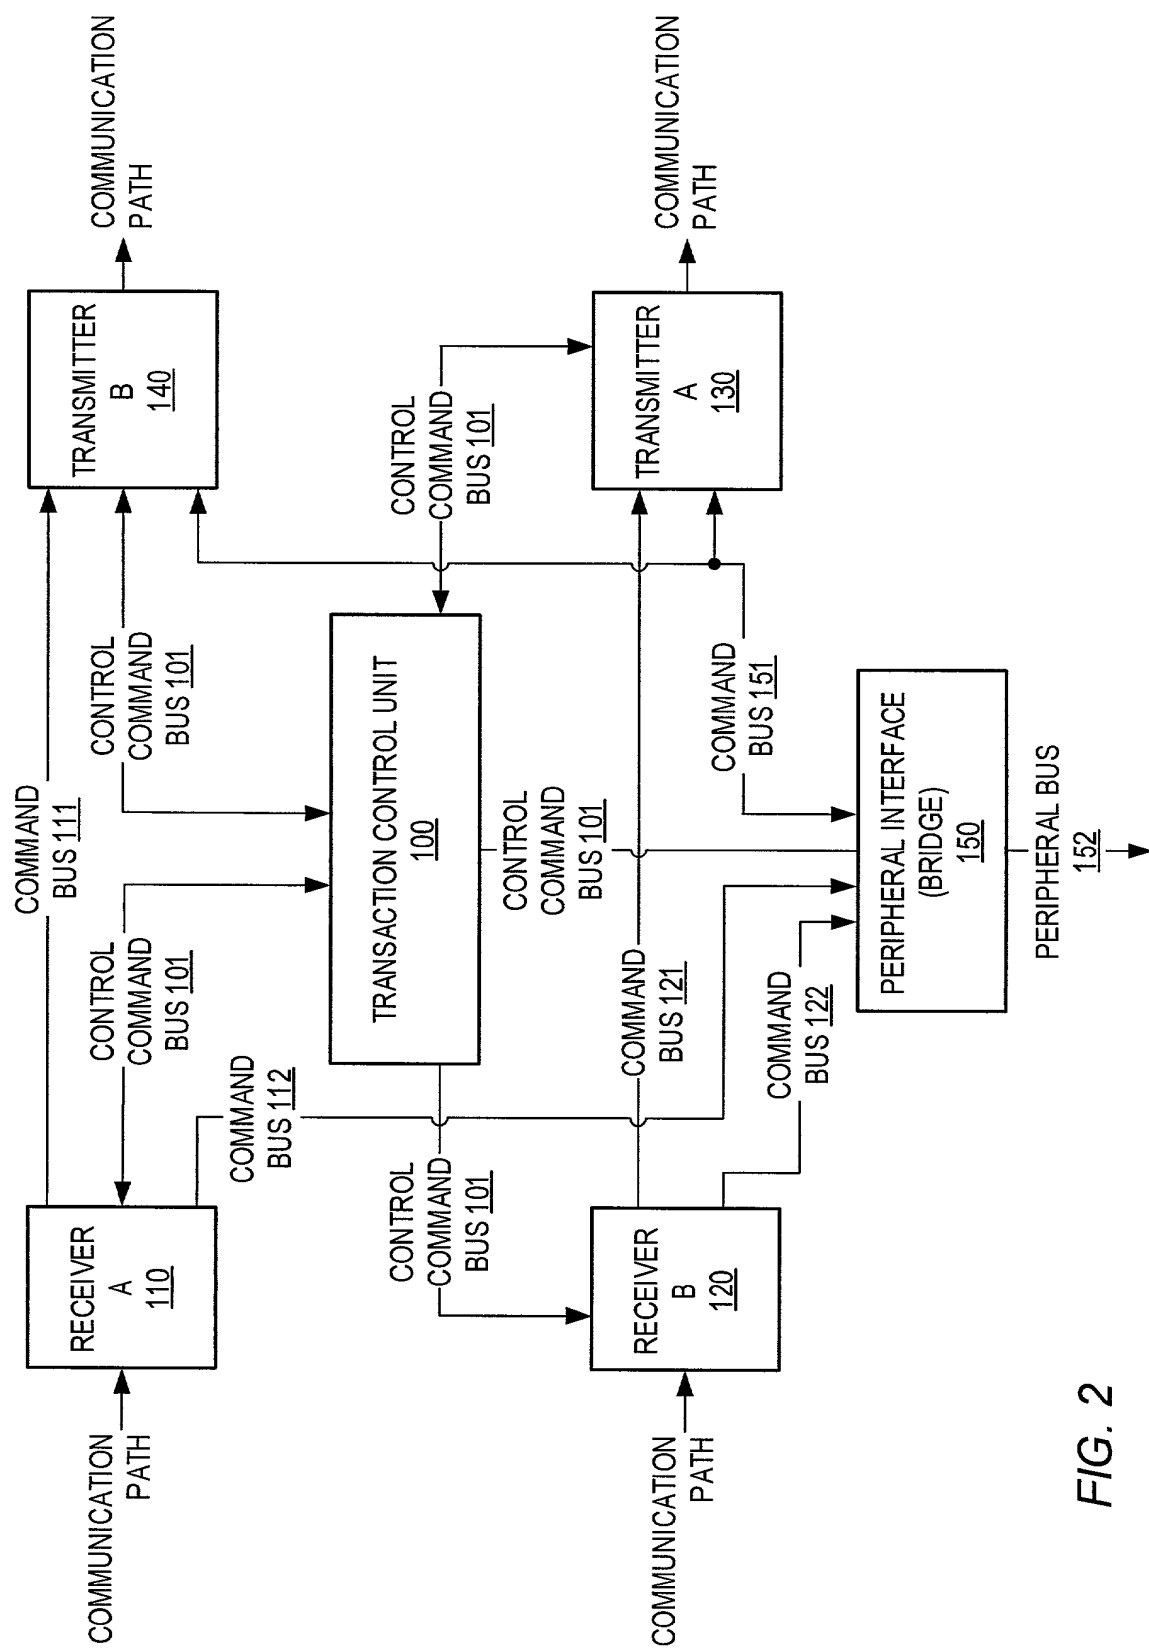 COMMUNICATION
PATH
RECEIVER
A
110
COMMAND
BUS 111
CONTROL
COMMAND
BUS 101
CONTROL
COMMAND
BUS 101
TRANSMITTER
B
140
COMMUNICATION
PATH
COMMAND
BUS 112
TRANSACTION CONTROL UNIT
100
CONTROL
COMMAND
BUS 101
CONTROL
COMMAND
BUS 101
CONTROL
COMMAND
BUS 101
COMMUNICATION
PATH
RECEIVER
B
120
COMMAND
BUS 121
TRANSMITTER
A
130
COMMUNICATION
PATH
COMMAND
BUS 122
COMMAND
BUS 151
PERIPHERAL INTERFACE
(BRIDGE)
150
PERIPHERAL BUS
152
FIG. 2